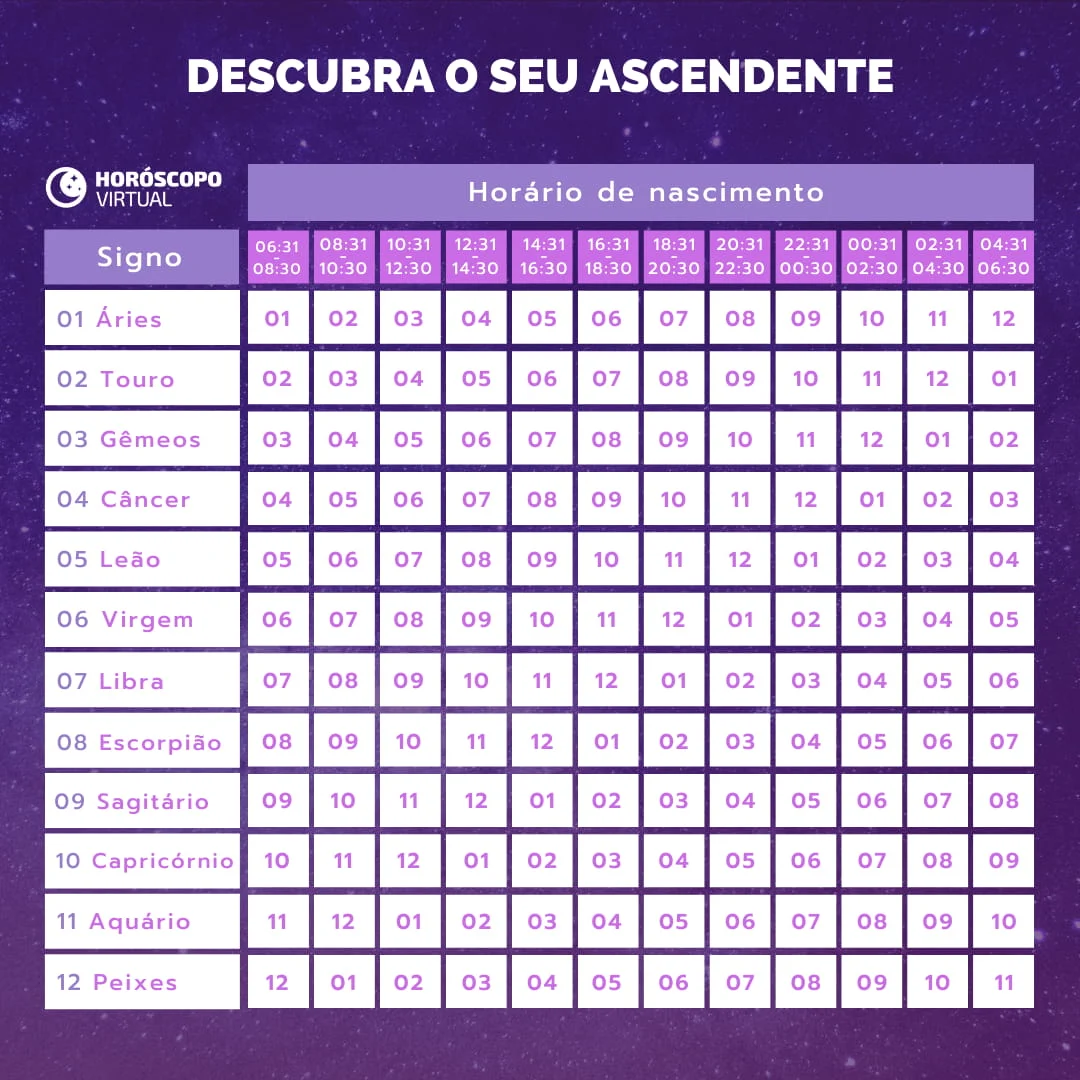 DESCUBRA O SEU ASCENDENTE
HORÓSCOPO
VIRTUAL
Horário de nascimento
Signo 06:31 - 08:30 08:31 - 10:30 10:31 - 12:30 12:31 - 14:30 14:31 - 16:30 16:31 - 18:30 18:31 - 20:30 20:31 - 22:30 22:31 - 00:30 00:31 - 02:30 02:31 - 04:30 04:31 - 06:30
01 Áries 01 02 03 04 05 06 07 08 09 10 11 12
02 Touro 02 03 04 05 06 07 08 09 10 11 12 01
03 Gêmeos 03 04 05 06 07 08 09 10 11 12 01 02
04 Câncer 04 05 06 07 08 09 10 11 12 01 02 03
05 Leão 05 06 07 08 09 10 11 12 01 02 03 04
06 Virgem 06 07 08 09 10 11 12 01 02 03 04 05
07 Libra 07 08 09 10 11 12 01 02 03 04 05 06
08 Escorpião 08 09 10 11 12 01 02 03 04 05 06 07
09 Sagitário 09 10 11 12 01 02 03 04 05 06 07 08
10 Capricórnio 10 11 12 01 02 03 04 05 06 07 08 09
11 Aquário 11 12 01 02 03 04 05 06 07 08 09 10
12 Peixes 12 01 02 03 04 05 06 07 08 09 10 11